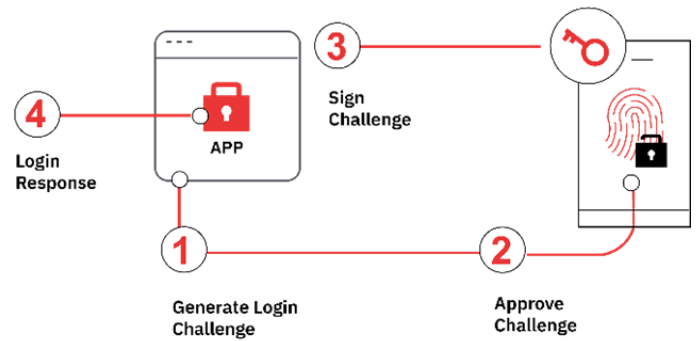 3
Sign
Challenge
4
Login
Response
APP
1
Generate Login
Challenge
2
Approve
Challenge